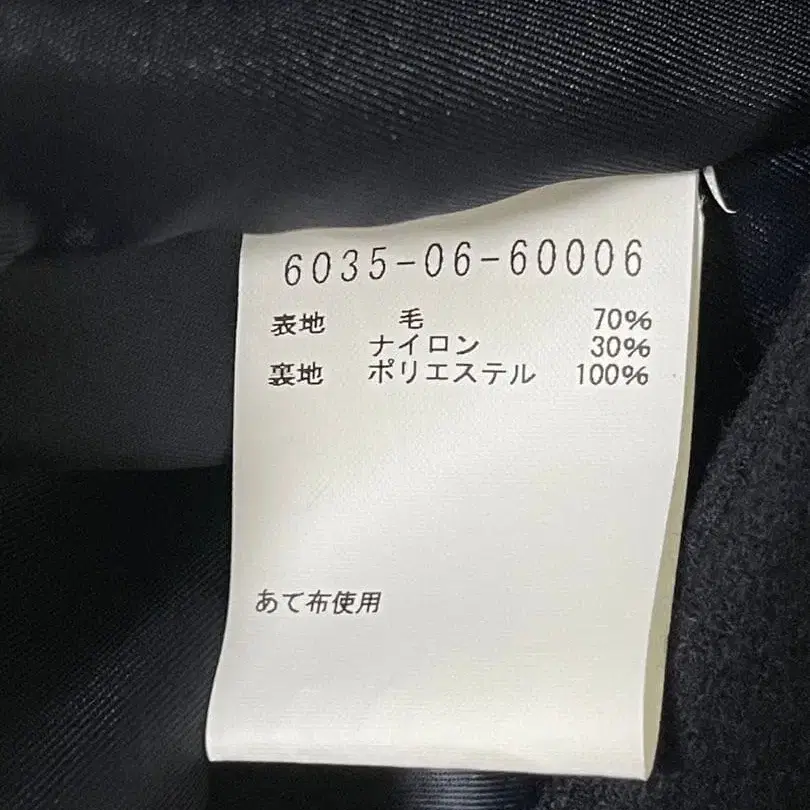 6035-06-60006
表地 毛 70%
ナイロン 30%
裏地 ポリエステル 100%
あて布使用